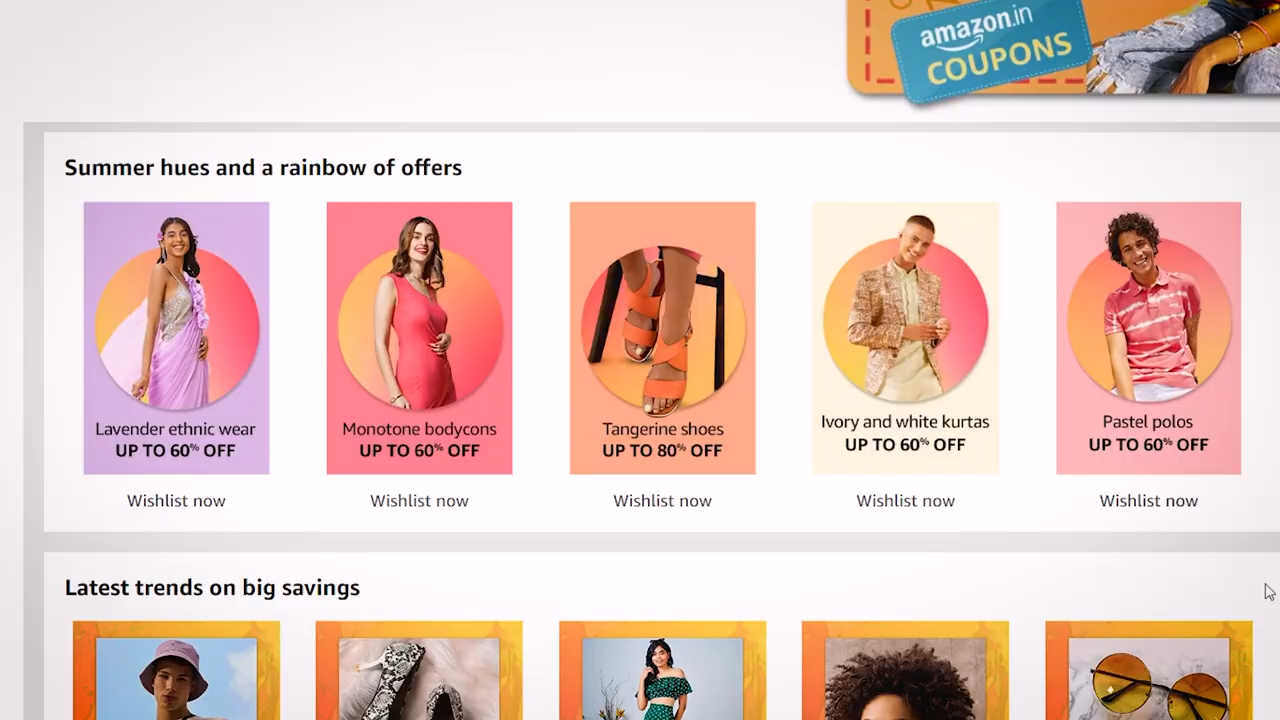 amazon.in
COUPONS
Summer hues and a rainbow of offers
Lavender ethnic wear
UP TO 60% OFF
Wishlist now
Monotone bodycons
UP TO 60% OFF
Wishlist now
Tangerine shoes
UP TO 80% OFF
Wishlist now
Ivory and white kurtas
UP TO 60% OFF
Wishlist now
Pastel polos
UP TO 60% OFF
Wishlist now
Latest trends on big savings